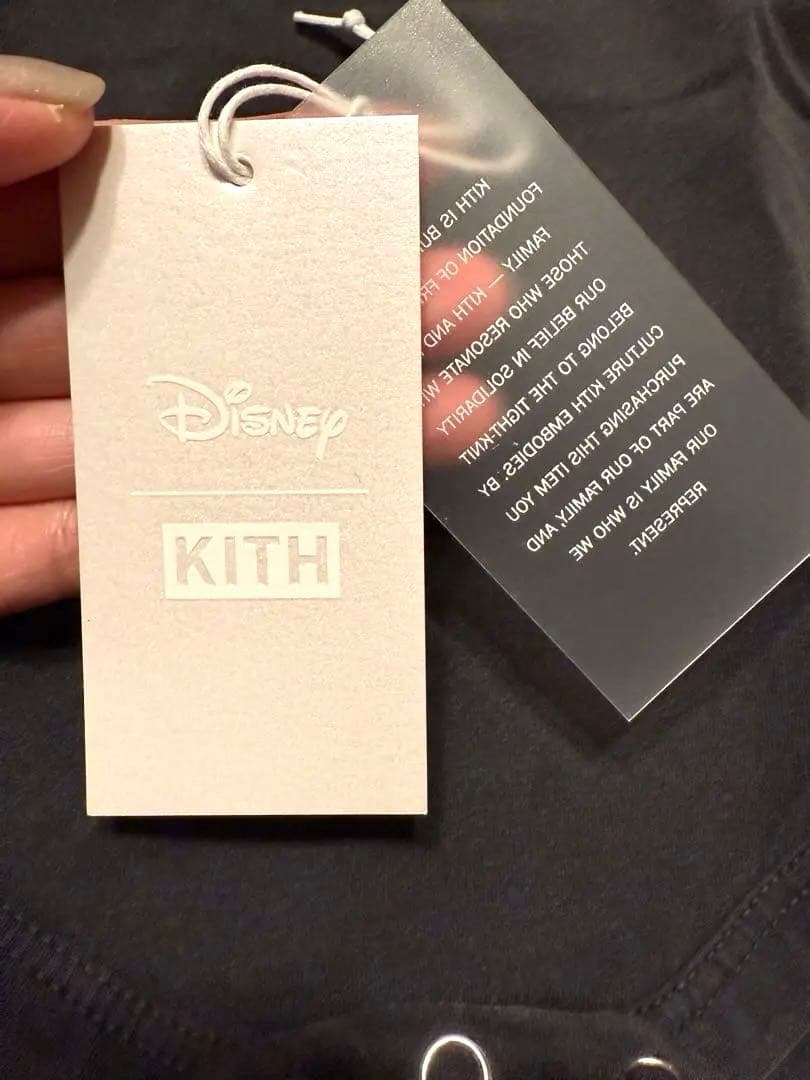 DISNEY
KITH
KITH IS
FOUNDATION OF
FAMILY — KITH AND
THOSE WHO RESONATE
OUR BELIEF IN SOLIDARITY
BELONG TO THE TIGHT-KNIT
CULTURE KITH EMBODIES. BY
PURCHASING THIS ITEM YOU
ARE PART OF OUR FAMILY, AND
OUR FAMILY IS WHO WE
REPRESENT.